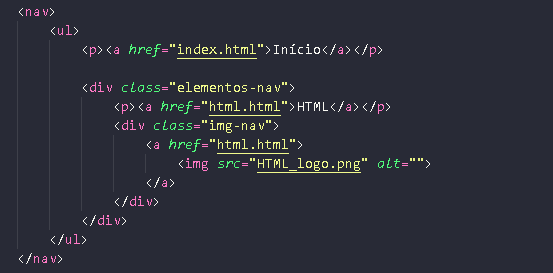 <nav>
    <ul>
        <p><a href="index.html">Início</a></p>

        <div class="elementos-nav">
            <p><a href="html.html">HTML</a></p>
            <div class="img-nav">
                <a href="html.html">
                    <img src="HTML_logo.png" alt="">
                </a>
            </div>
        </div>
    </ul>
</nav>